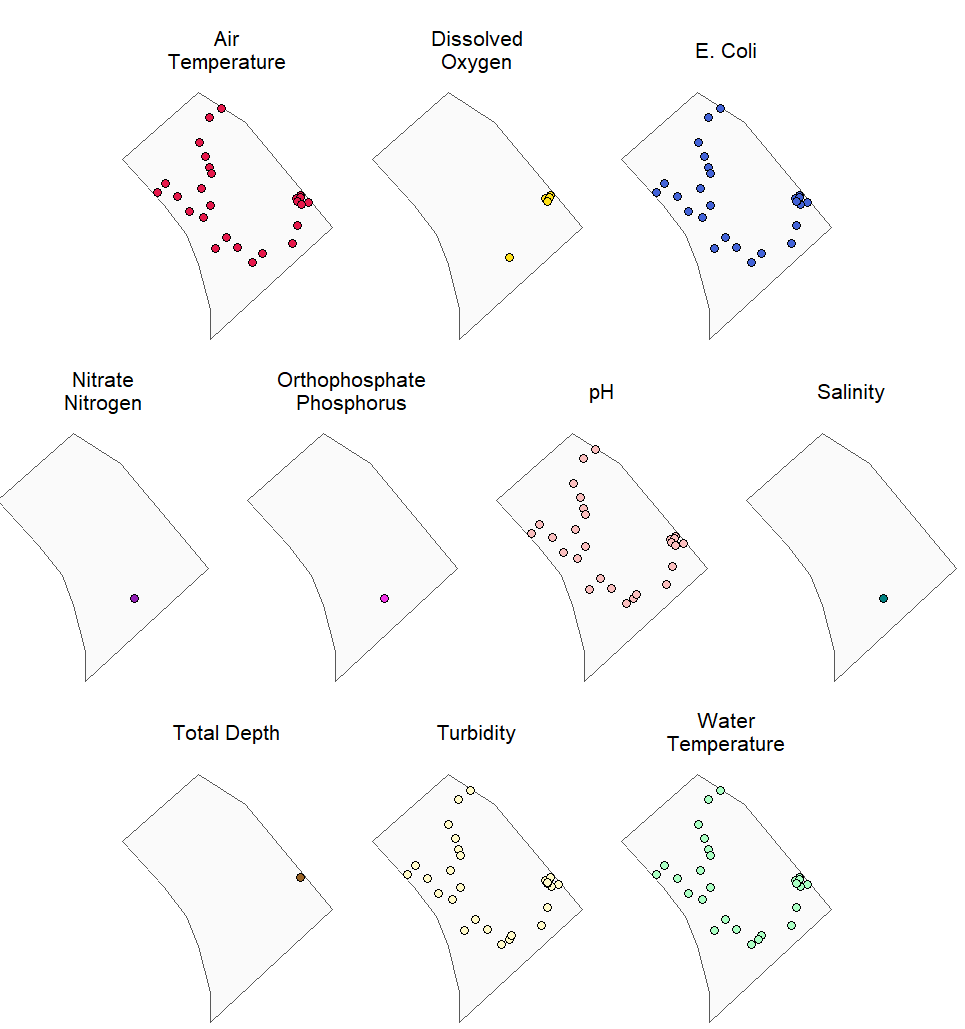 Air
Temperature
Dissolved
Oxygen
E. Coli
Nitrate
Nitrogen
Orthophosphate
Phosphorus
pH
Salinity
Total Depth
Turbidity
Water
Temperature